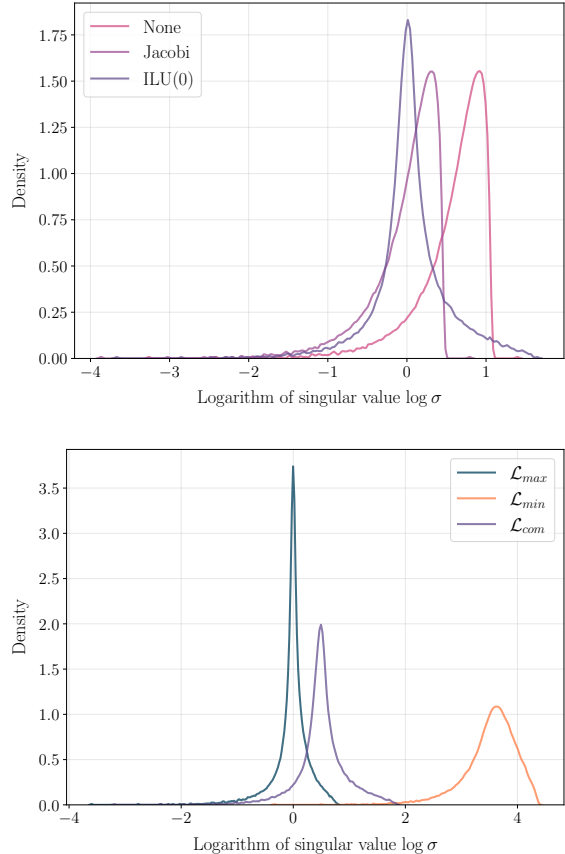 None
Jacobi
ILU(0)
Density
1.75
1.50
1.25
1.00
0.75
0.50
0.25
0.00
−4 −3 −2 −1 0 1
Logarithm of singular value log σ
ℒmax
ℒmin
ℒcom
Density
3.5
3.0
2.5
2.0
1.5
1.0
0.5
0.0
−4 −2 0 2 4
Logarithm of singular value log σ